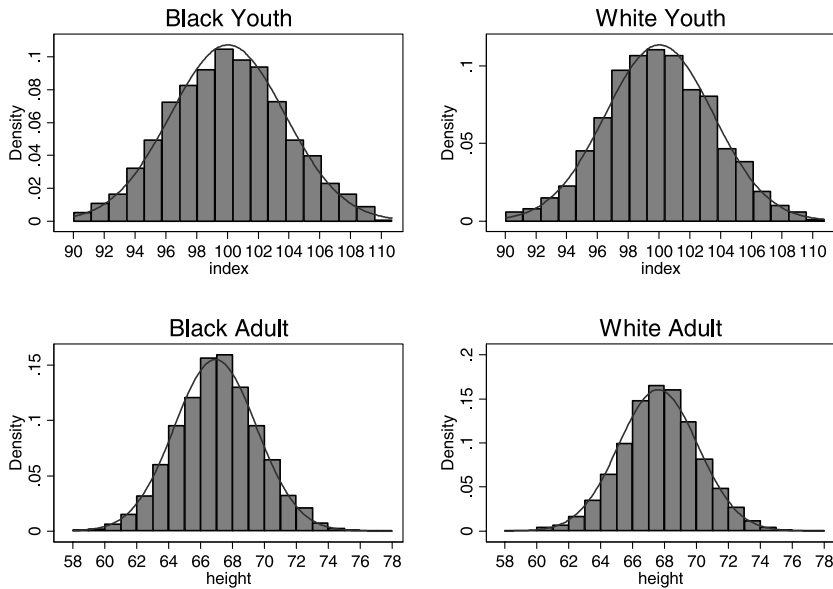 Black Youth
Density
0 .02 .04 .06 .08 .1
90 92 94 96 98 100 102 104 106 108 110
index
White Youth
Density
0 .05 .1
90 92 94 96 98 100 102 104 106 108 110
index
Black Adult
Density
0 .05 .1 .15
58 60 62 64 66 68 70 72 74 76 78
height
White Adult
Density
0 .05 .1 .15 .2
58 60 62 64 66 68 70 72 74 76 78
height